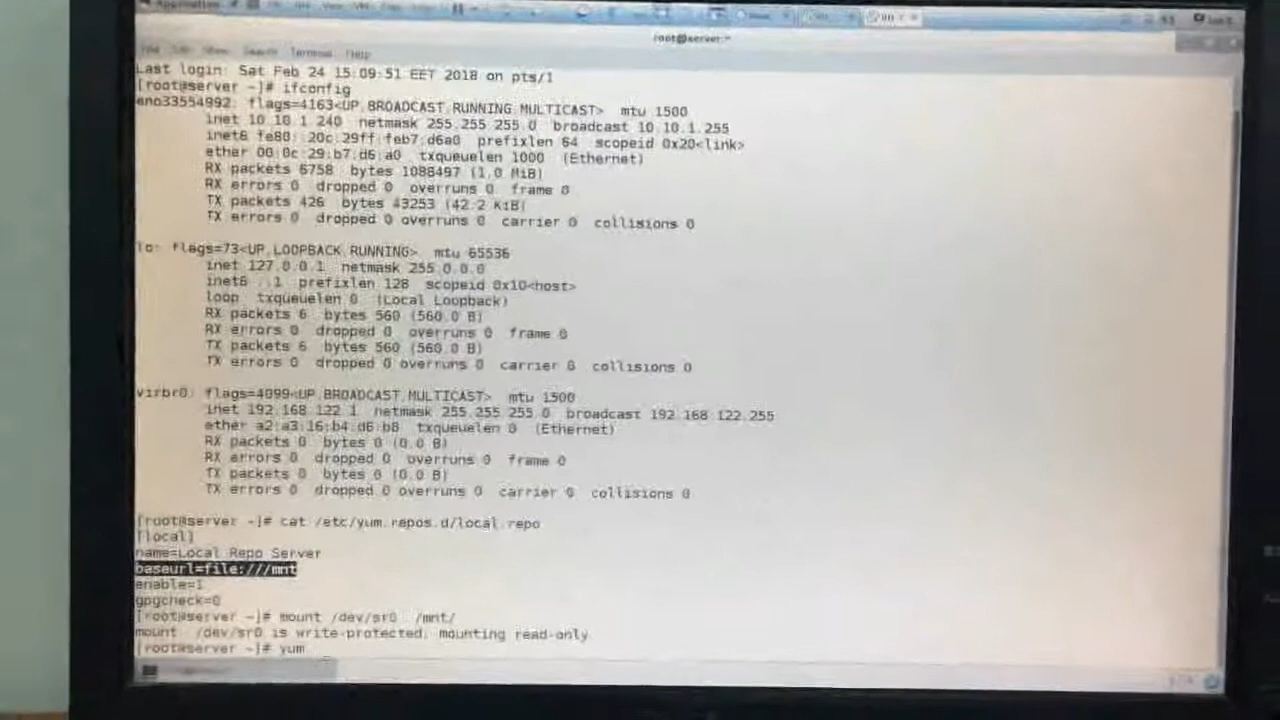 Application
root@server:~
File Edit View Search Terminal Help
Last login: Sat Feb 24 15:09:51 EET 2018 on pts/1
[root@server ~]# ifconfig
eno33554992: flags=4163<UP,BROADCAST,RUNNING,MULTICAST>  mtu 1500
inet 10.10.1.240  netmask 255.255.255.0  broadcast 10.10.1.255
inet6 fe80::20c:29ff:feb7:d6a0  prefixlen 64  scopeid 0x20<link>
ether 00:0c:29:b7:d6:a0  txqueuelen 1000  (Ethernet)
RX packets 6758  bytes 1088497 (1.0 MiB)
RX errors 0  dropped 0  overruns 0  frame 0
TX packets 426  bytes 43253 (42.2 KiB)
TX errors 0  dropped 0 overruns 0  carrier 0  collisions 0
lo: flags=73<UP,LOOPBACK,RUNNING>  mtu 65536
inet 127.0.0.1  netmask 255.0.0.0
inet6 ::1  prefixlen 128  scopeid 0x10<host>
loop  txqueuelen 0  (Local Loopback)
RX packets 6  bytes 560 (560.0 B)
RX errors 0  dropped 0  overruns 0  frame 0
TX packets 6  bytes 560 (560.0 B)
TX errors 0  dropped 0 overruns 0  carrier 0  collisions 0
virbr0: flags=4099<UP,BROADCAST,MULTICAST>  mtu 1500
inet 192.168.122.1  netmask 255.255.255.0  broadcast 192.168.122.255
ether a2:a3:16:b4:d6:b8  txqueuelen 0  (Ethernet)
RX packets 0  bytes 0 (0.0 B)
RX errors 0  dropped 0  overruns 0  frame 0
TX packets 0  bytes 0 (0.0 B)
TX errors 0  dropped 0 overruns 0  carrier 0  collisions 0
[root@server ~]# cat /etc/yum.repos.d/local.repo
[local]
name=Local Repo Server
baseurl=file:///mnt
enable=1
gpgcheck=0
[root@server ~]# mount /dev/sr0  /mnt/
mount: /dev/sr0 is write-protected, mounting read-only
[root@server ~]# yum